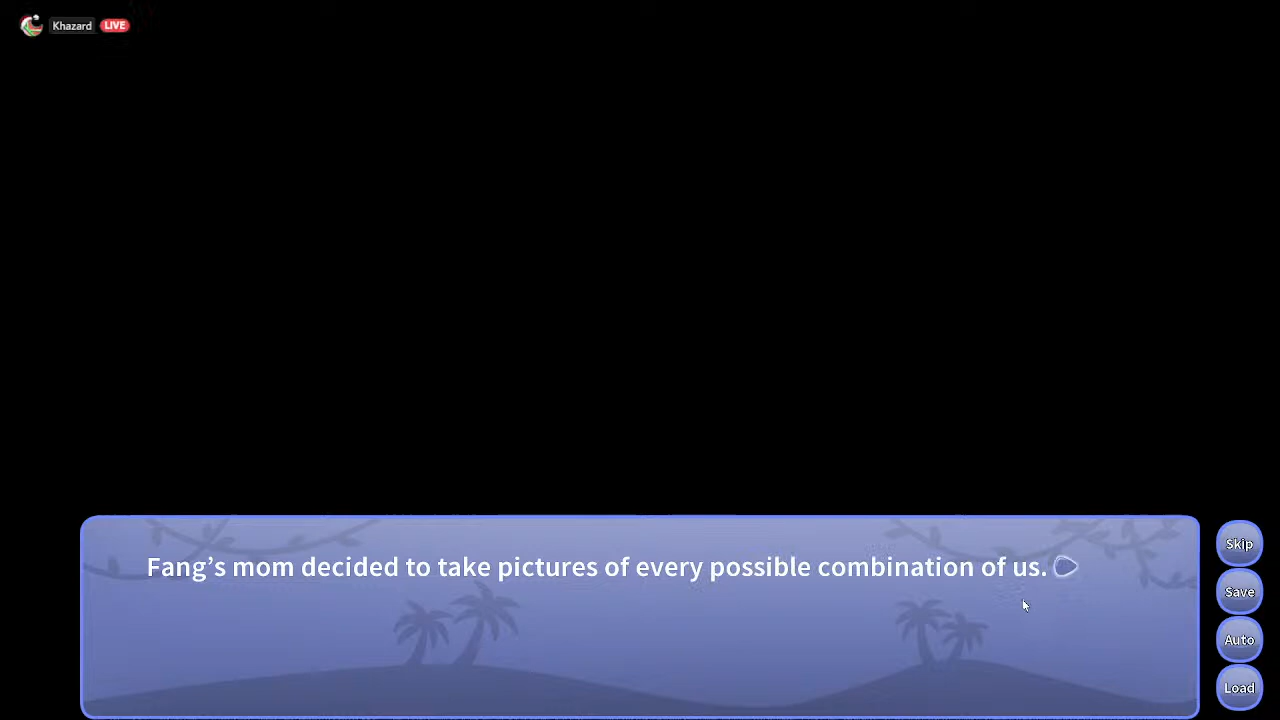 Khazard LIVE
Fang’s mom decided to take pictures of every possible combination of us.
Skip
Save
Auto
Load